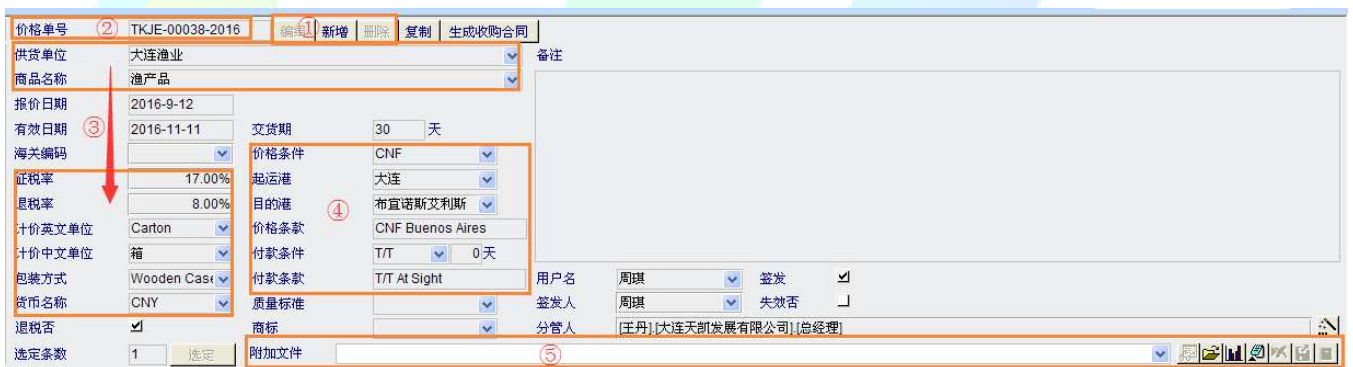 价格单号 ② TKJE-00038-2016 编辑 ① 新增 删除 复制 生成收购合同
供货单位 大连渔业 备注
商品名称 渔产品
报价日期 2016-9-12
有效日期 ③ 2016-11-11 交货期 30 天
海关编码 价格条件 CNF
征税率 17.00% 起运港 大连
退税率 8.00% 目的港 ④ 布宜诺斯艾利斯
计价英文单位 Carton 价格条款 CNF Buenos Aires
计价中文单位 箱 付款条件 T/T 0天
包装方式 Wooden Case 付款条款 T/T At Sight 用户名 周琪 签发
货币名称 CNY 质量标准 签发人 周琪 失效否
退税否 商标 分管人 [王丹].[大连天凯发展有限公司].[总经理]
选定条数 1 选定 附加文件 ⑤